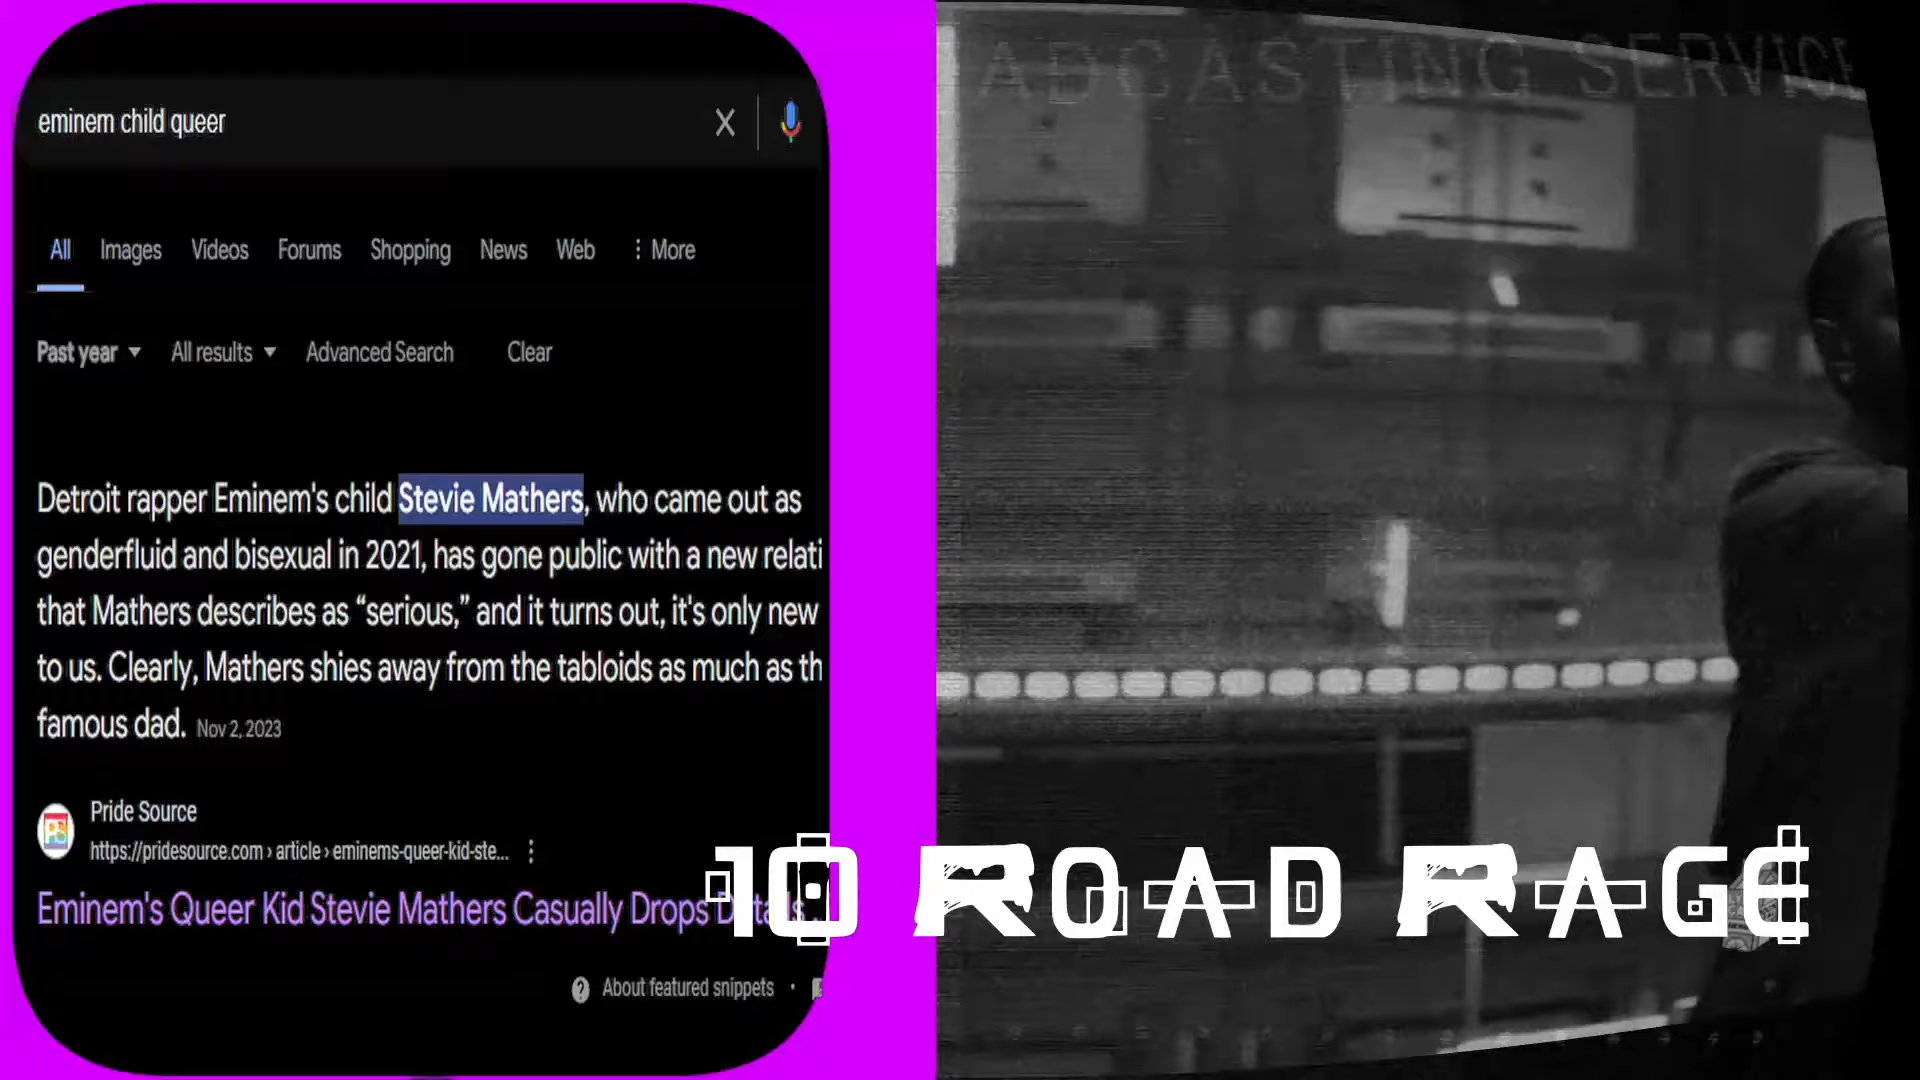 eminem child queer
All Images Videos Forums Shopping News Web More
Past year All results Advanced Search Clear
Detroit rapper Eminem's child Stevie Mathers, who came out as
genderfluid and bisexual in 2021, has gone public with a new relati
that Mathers describes as “serious,” and it turns out, it's only new
to us. Clearly, Mathers shies away from the tabloids as much as th
famous dad. Nov 2, 2023
Pride Source
https://pridesource.com › article › eminems-queer-kid-ste...
Eminem's Queer Kid Stevie Mathers Casually Drops
About featured snippets
ADCASTING SERVICE
10 ROAD RAGE